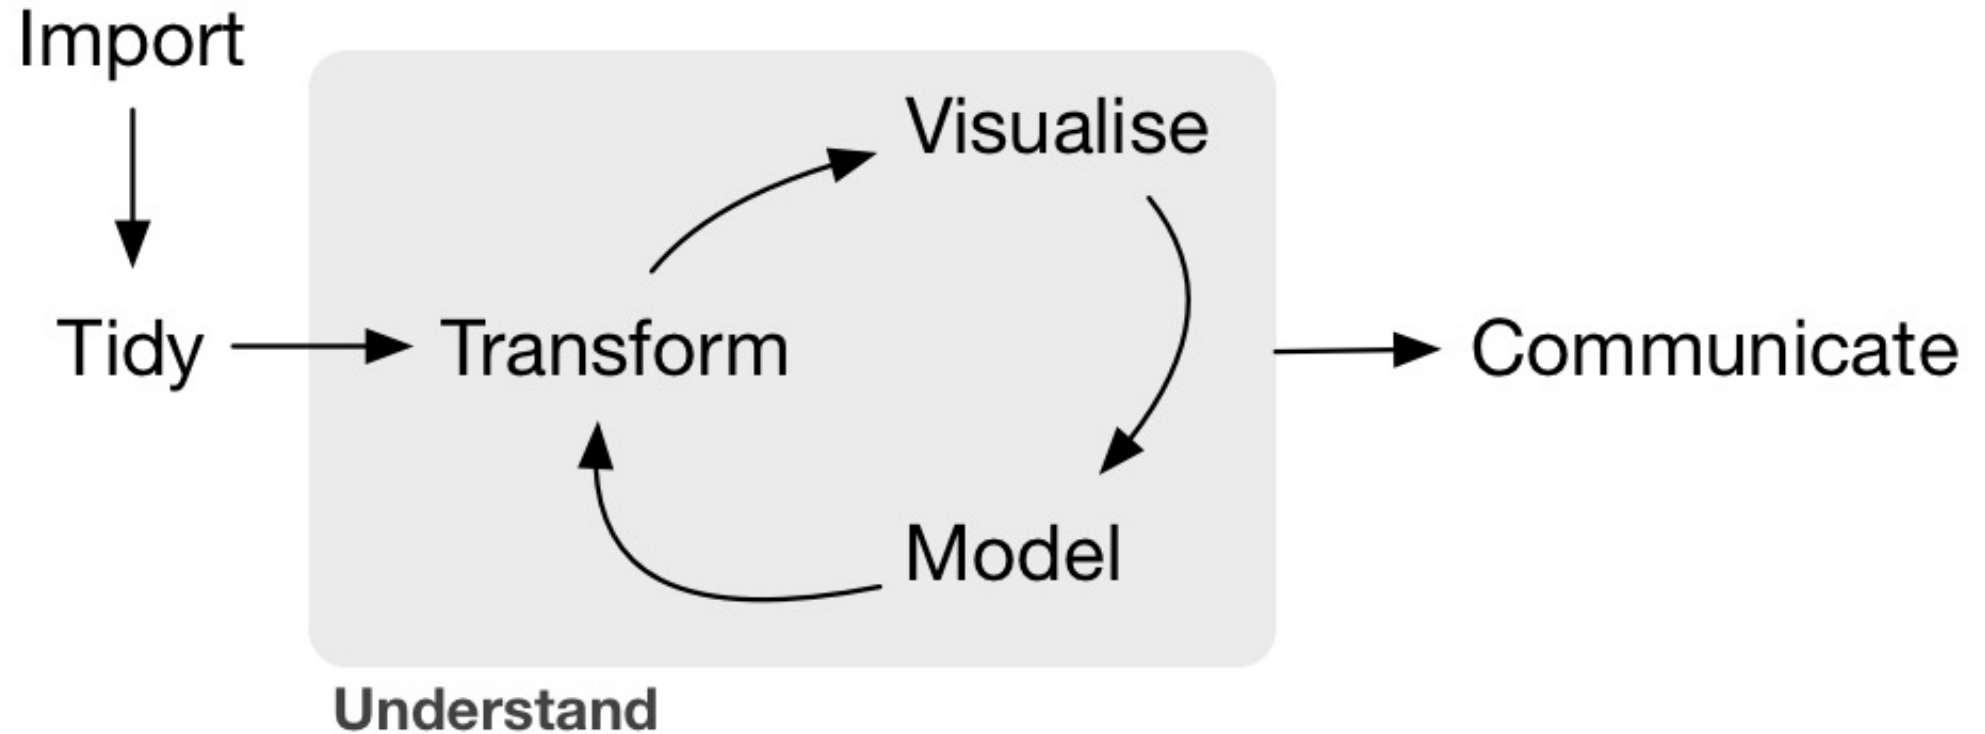 Import
Visualise
Tidy
Transform
Communicate
Model
Understand